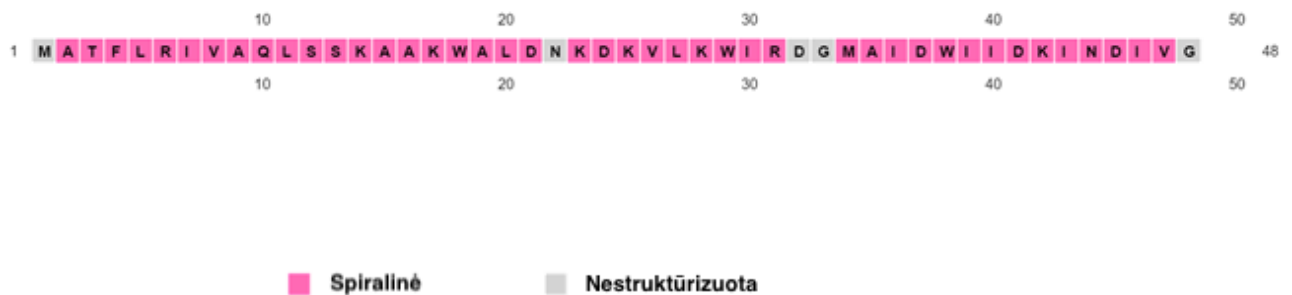 10 20 30 40 50
1 M A T F L R I V A Q L S S K A A K W A L D N K D K V L K W I R D G M A I D W I I D K I N D I V G 48
10 20 30 40 50
Spiralinė Nestruktūrizuota